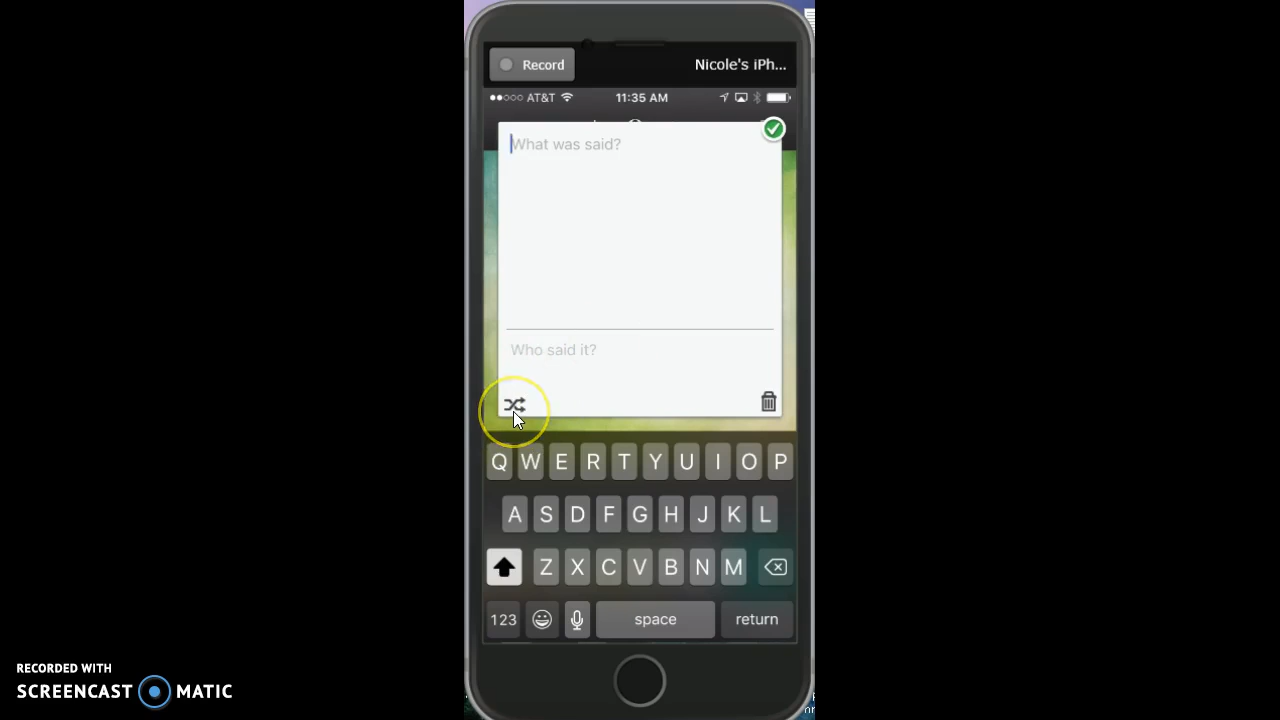 Record
Nicole's iPh...
AT&T 11:35 AM
What was said?
Who said it?
Q W E R T Y U I O P
A S D F G H J K L
Z X C V B N M
123 space return
RECORDED WITH
SCREENCAST MATIC